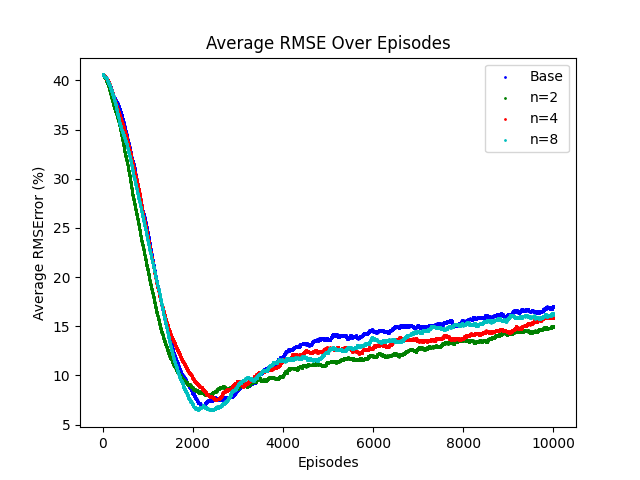 Average RMSE Over Episodes
Base
n=2
n=4
n=8
Average RMSError (%)
40
35
30
25
20
15
10
5
0 2000 4000 6000 8000 10000
Episodes